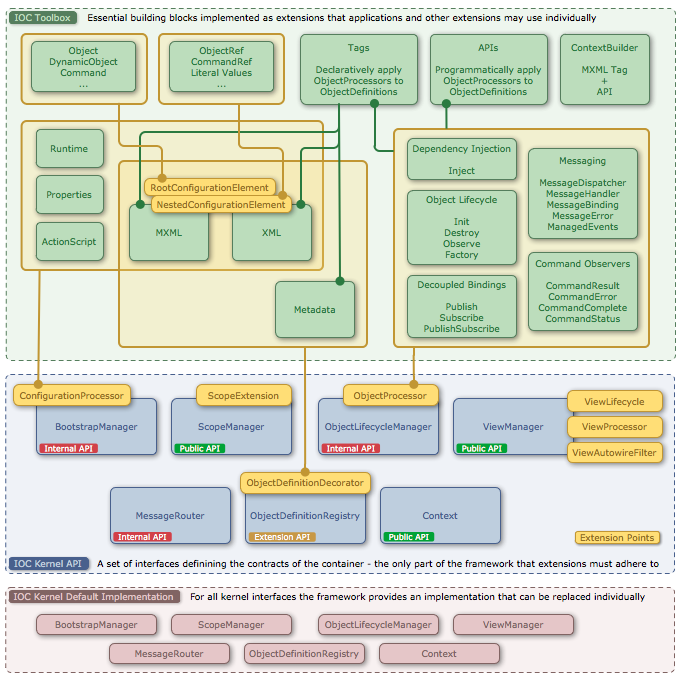 IOC Toolbox
Essential building blocks implemented as extensions that applications and other extensions may use individually
Object
DynamicObject
Command
...
ObjectRef
CommandRef
Literal Values
...
Tags
Declaratively apply
ObjectProcessors to
ObjectDefinitions
APIs
Programmatically apply
ObjectProcessors to
ObjectDefinitions
ContextBuilder
MXML Tag
+
API
Runtime
Properties
ActionScript
RootConfigurationElement
NestedConfigurationElement
MXML
XML
Metadata
Dependency Injection
Inject
Object Lifecycle
Init
Destroy
Observe
Factory
Decoupled Bindings
Publish
Subscribe
PublishSubscribe
Messaging
MessageDispatcher
MessageHandler
MessageBinding
MessageError
ManagedEvents
Command Observers
CommandResult
CommandError
CommandComplete
CommandStatus
ConfigurationProcessor
BootstrapManager
Internal API
ScopeExtension
ScopeManager
Public API
ObjectProcessor
ObjectLifecycleManager
Internal API
ViewManager
Public API
ViewLifecycle
ViewProcessor
ViewAutowireFilter
MessageRouter
Internal API
ObjectDefinitionDecorator
ObjectDefinitionRegistry
Extension API
Context
Public API
Extension Points
IOC Kernel API
A set of interfaces definining the contracts of the container - the only part of the framework that extensions must adhere to
IOC Kernel Default Implementation
For all kernel interfaces the framework provides an implementation that can be replaced individually
BootstrapManager
ScopeManager
ObjectLifecycleManager
ViewManager
MessageRouter
ObjectDefinitionRegistry
Context